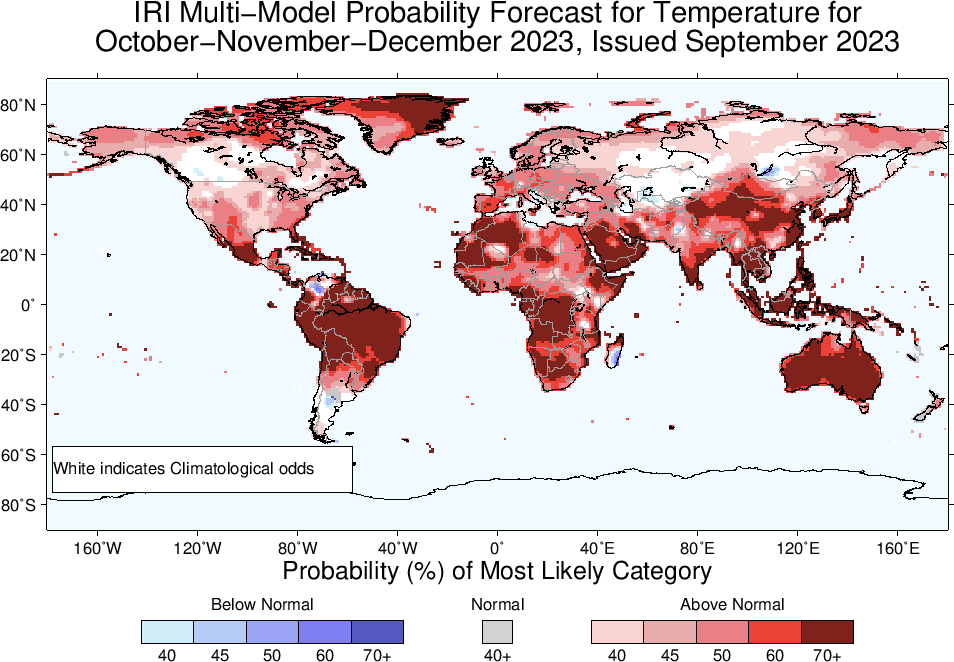 IRI Multi−Model Probability Forecast for Temperature for
October−November−December 2023, Issued September 2023
80˚N
60˚N
40˚N
20˚N
0˚
20˚S
40˚S
60˚S
80˚S
White indicates Climatological odds
160˚W 120˚W 80˚W 40˚W 0˚ 40˚E 80˚E 120˚E 160˚E
Probability (%) of Most Likely Category
Below Normal Normal Above Normal
40 45 50 60 70+ 40+ 40 45 50 60 70+